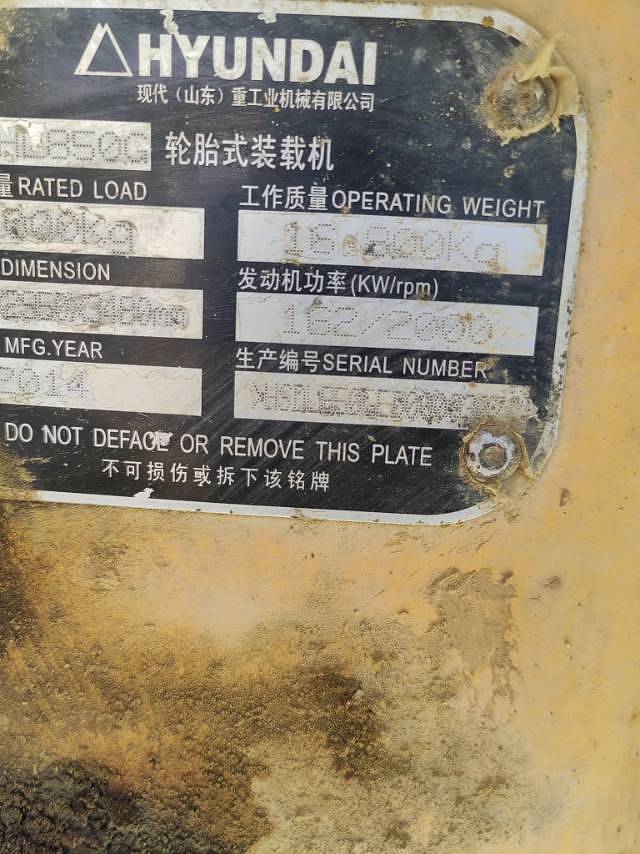 HYUNDAI
现代（山东）重工业机械有限公司
轮胎式装载机
量 RATED LOAD
工作质量 OPERATING WEIGHT
DIMENSION
发动机功率(KW/rpm)
162/2000
MFG.YEAR
生产编号 SERIAL NUMBER
2014
DO NOT DEFACE OR REMOVE THIS PLATE
不可损伤或拆下该铭牌